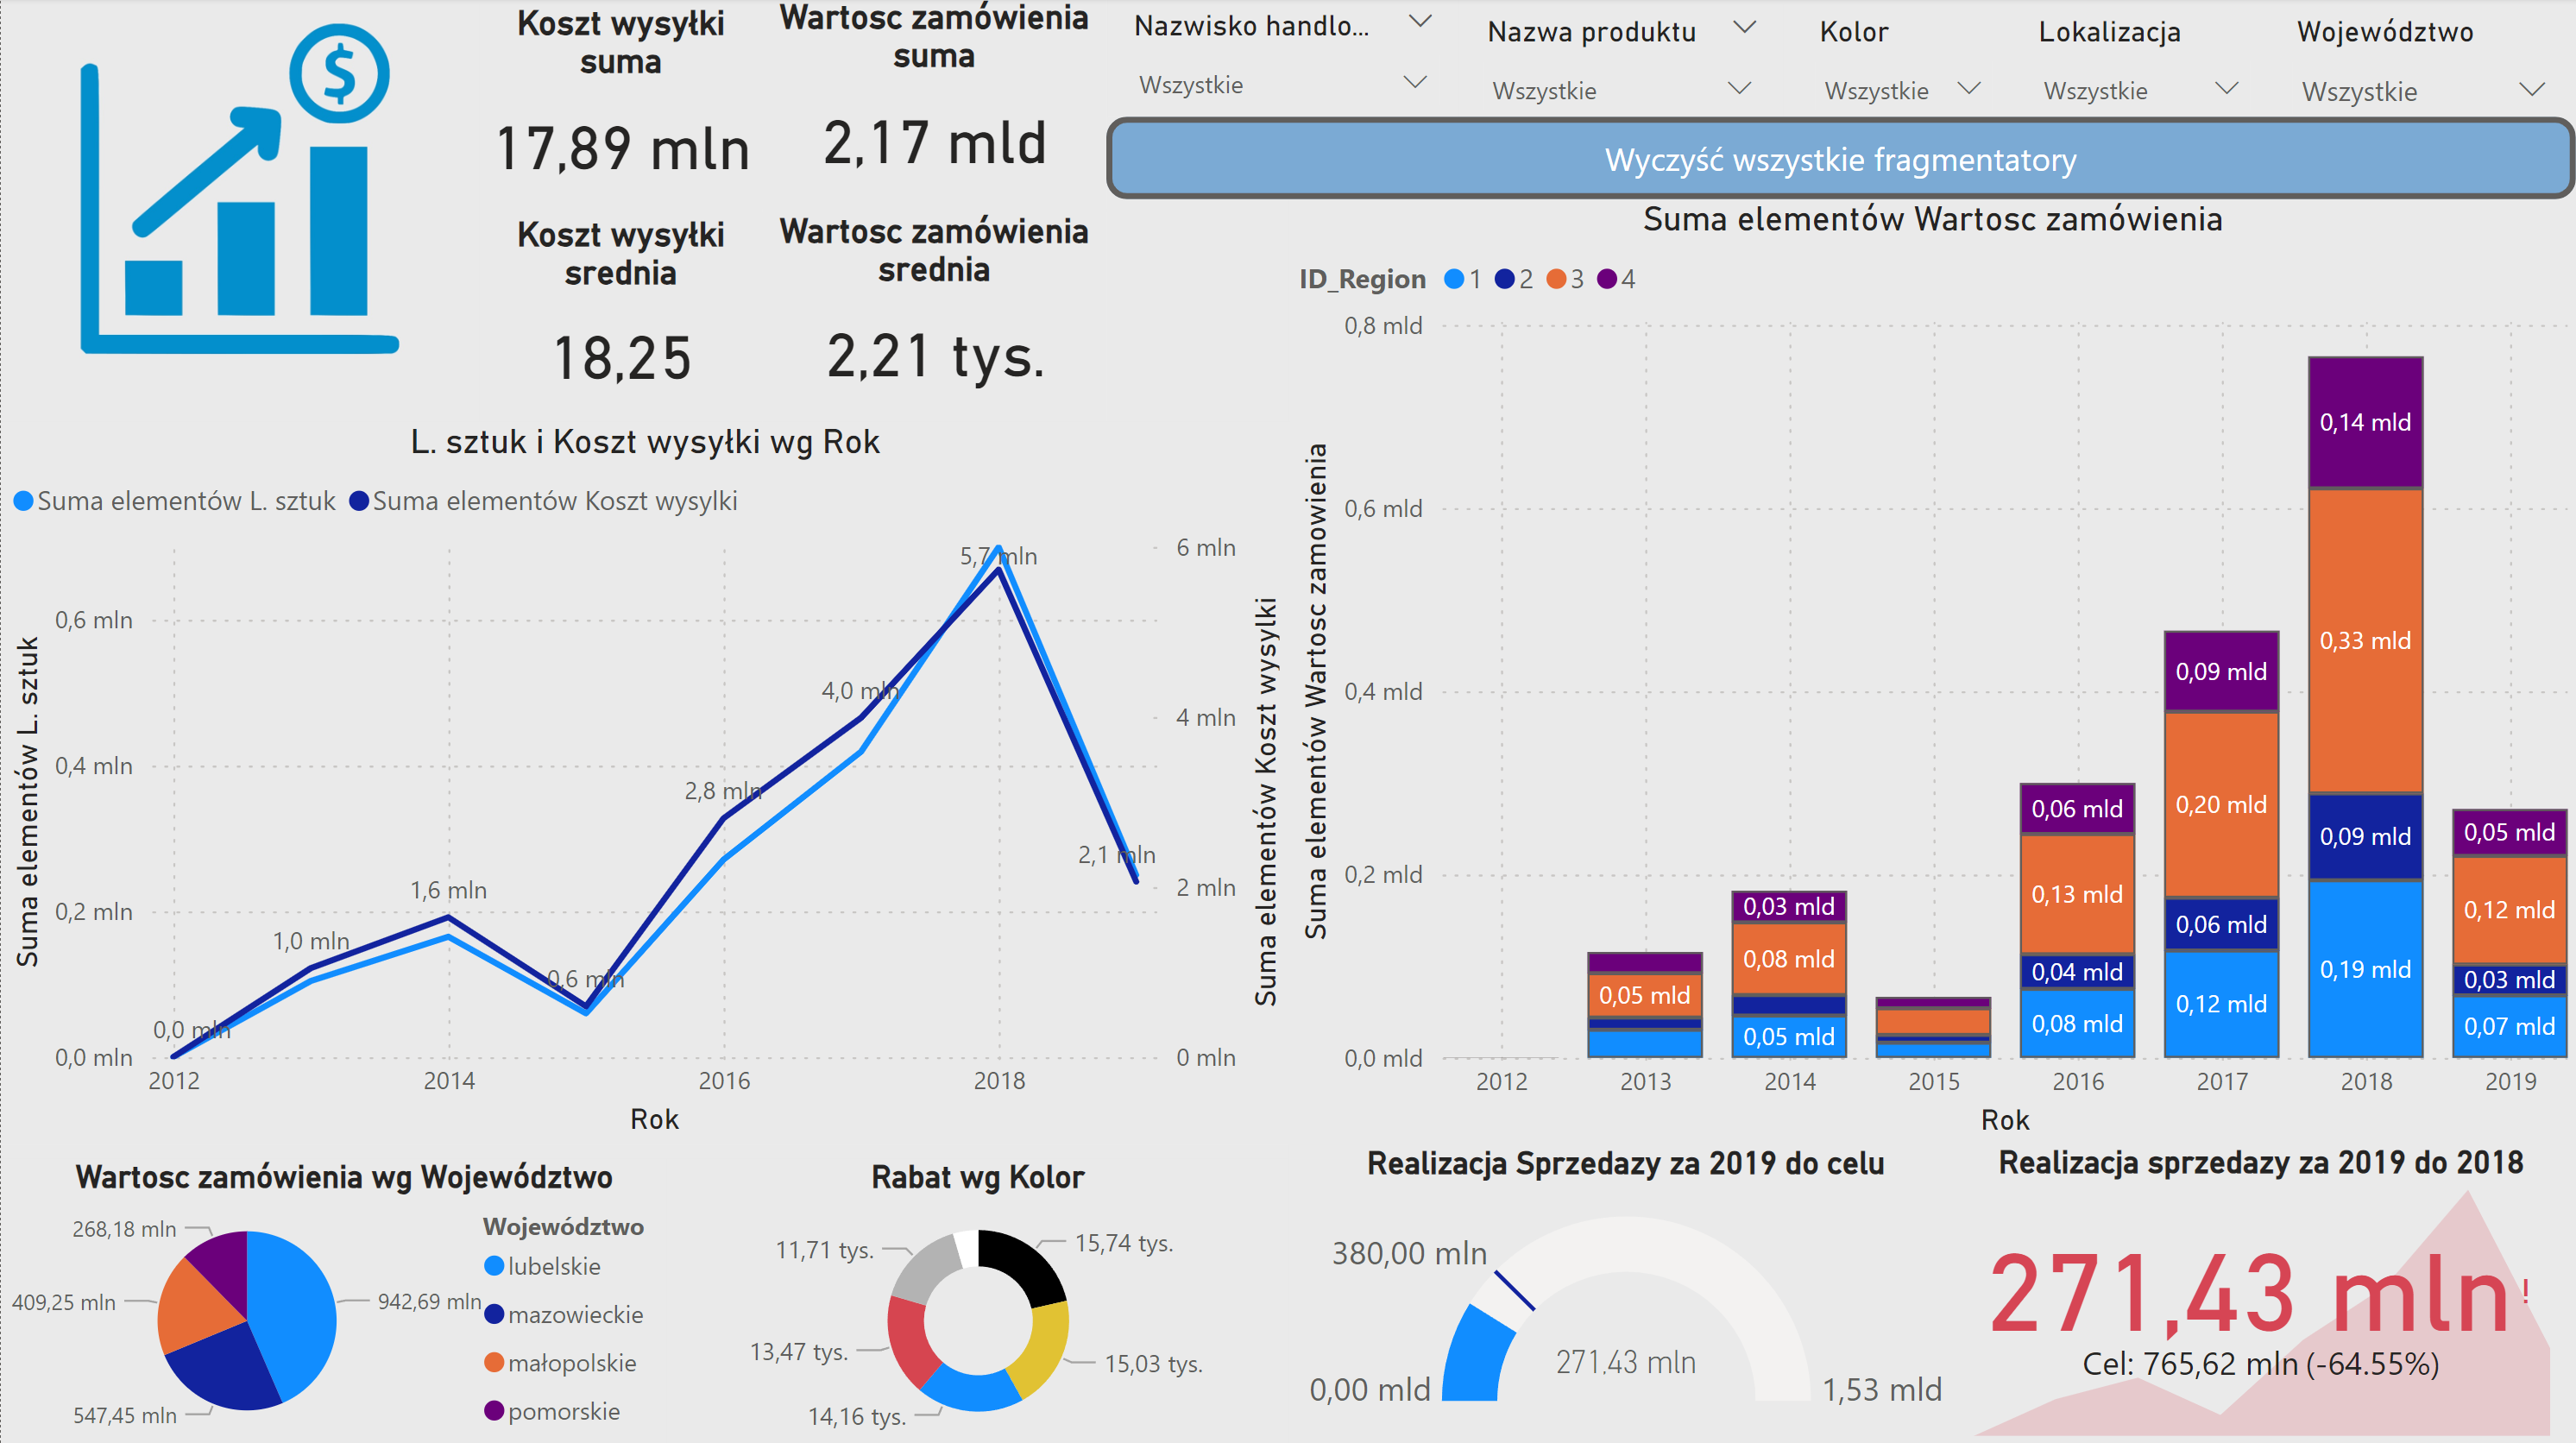 $
Koszt wysyłki
suma
17,89 mln
Wartosc zamówienia
suma
2,17 mld
Koszt wysyłki
srednia
18,25
Wartosc zamówienia
srednia
2,21 tys.
Nazwisko handlo...
Wszystkie
Nazwa produktu
Wszystkie
Kolor
Wszystkie
Lokalizacja
Wszystkie
Województwo
Wszystkie
Wyczyść wszystkie fragmentatory
L. sztuk i Koszt wysyłki wg Rok
Suma elementów L. sztuk
Suma elementów Koszt wysylki
Suma elementów L. sztuk
0,6 mln
0,4 mln
0,2 mln
0,0 mln
0,0 mln
1,0 mln
1,6 mln
0,6 mln
2,8 mln
4,0 mln
5,7 mln
2,1 mln
6 mln
4 mln
2 mln
0 mln
Suma elementów Koszt wysylki
2012
2014
2016
2018
Rok
Suma elementów Wartosc zamówienia
ID_Region 1 2 3 4
Suma elementów Wartosc zamowienia
0,8 mld
0,6 mld
0,4 mld
0,2 mld
0,0 mld
0,05 mld
0,03 mld
0,08 mld
0,05 mld
0,06 mld
0,13 mld
0,04 mld
0,08 mld
0,09 mld
0,20 mld
0,06 mld
0,12 mld
0,14 mld
0,33 mld
0,09 mld
0,19 mld
0,05 mld
0,12 mld
0,03 mld
0,07 mld
2012
2013
2014
2015
2016
2017
2018
2019
Rok
Wartosc zamówienia wg Województwo
268,18 mln
409,25 mln
547,45 mln
942,69 mln
Województwo
lubelskie
mazowieckie
małopolskie
pomorskie
Rabat wg Kolor
11,71 tys.
15,74 tys.
13,47 tys.
15,03 tys.
14,16 tys.
Realizacja Sprzedazy za 2019 do celu
380,00 mln
271,43 mln
0,00 mld
1,53 mld
Realizacja sprzedazy za 2019 do 2018
271,43 mln!
Cel: 765,62 mln (-64.55%)